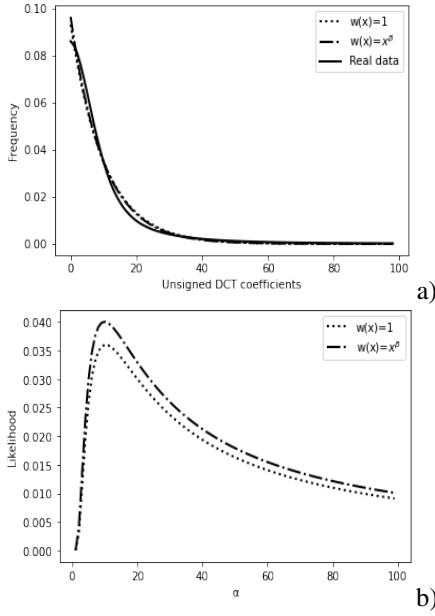 0.10
0.08
0.06
0.04
0.02
0.00
Frequency
w(x)=1
w(x)=x^β
Real data
0
20
40
60
80
100
Unsigned DCT coefficients
a)
0.040
0.035
0.030
0.025
0.020
0.015
0.010
0.005
0.000
Likelihood
w(x)=1
w(x)=x^β
0
20
40
60
80
100
α
b)